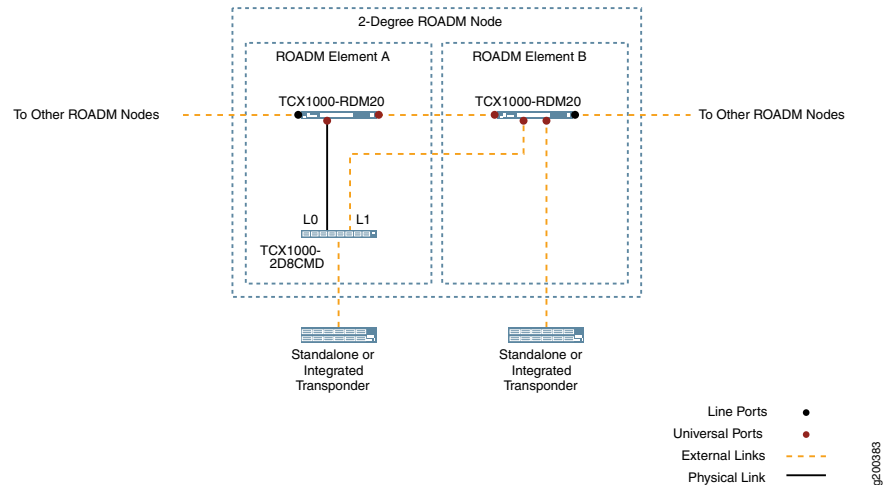 2-Degree ROADM Node
ROADM Element A
ROADM Element B
TCX1000-RDM20
TCX1000-RDM20
To Other ROADM Nodes
To Other ROADM Nodes
L0
L1
TCX1000-
2D8CMD
Standalone or
Integrated
Transponder
Standalone or
Integrated
Transponder
Line Ports
Universal Ports
External Links
Physical Link
g200383